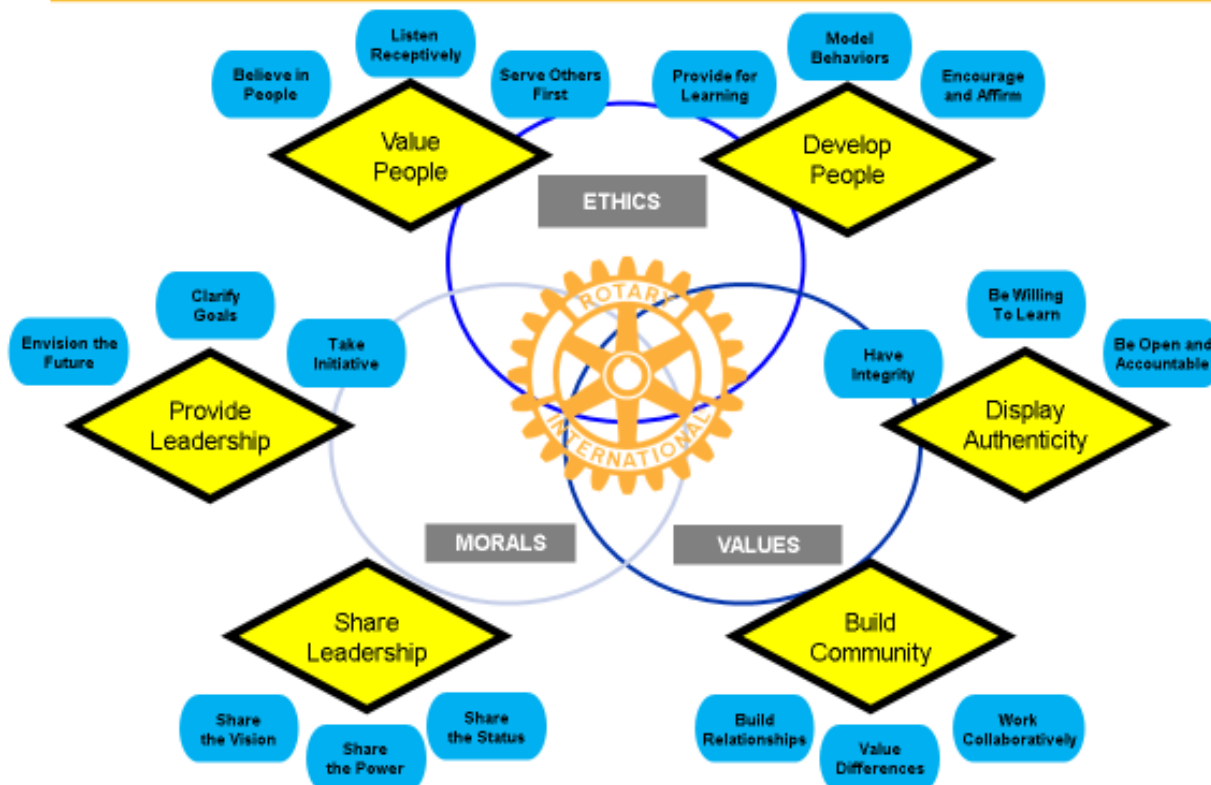 Listen
Receptively
Believe in
People
Serve Others
First
Value
People
Model
Behaviors
Provide for
Learning
Encourage
and Affirm
Develop
People
ETHICS
ROTARY
INTERNATIONAL
Clarify
Goals
Envision the
Future
Take
Initiative
Provide
Leadership
Be Willing
To Learn
Have
Integrity
Be Open and
Accountable
Display
Authenticity
MORALS
VALUES
Share
Leadership
Share
the Vision
Share
the Power
Share
the Status
Build
Community
Build
Relationships
Value
Differences
Work
Collaboratively